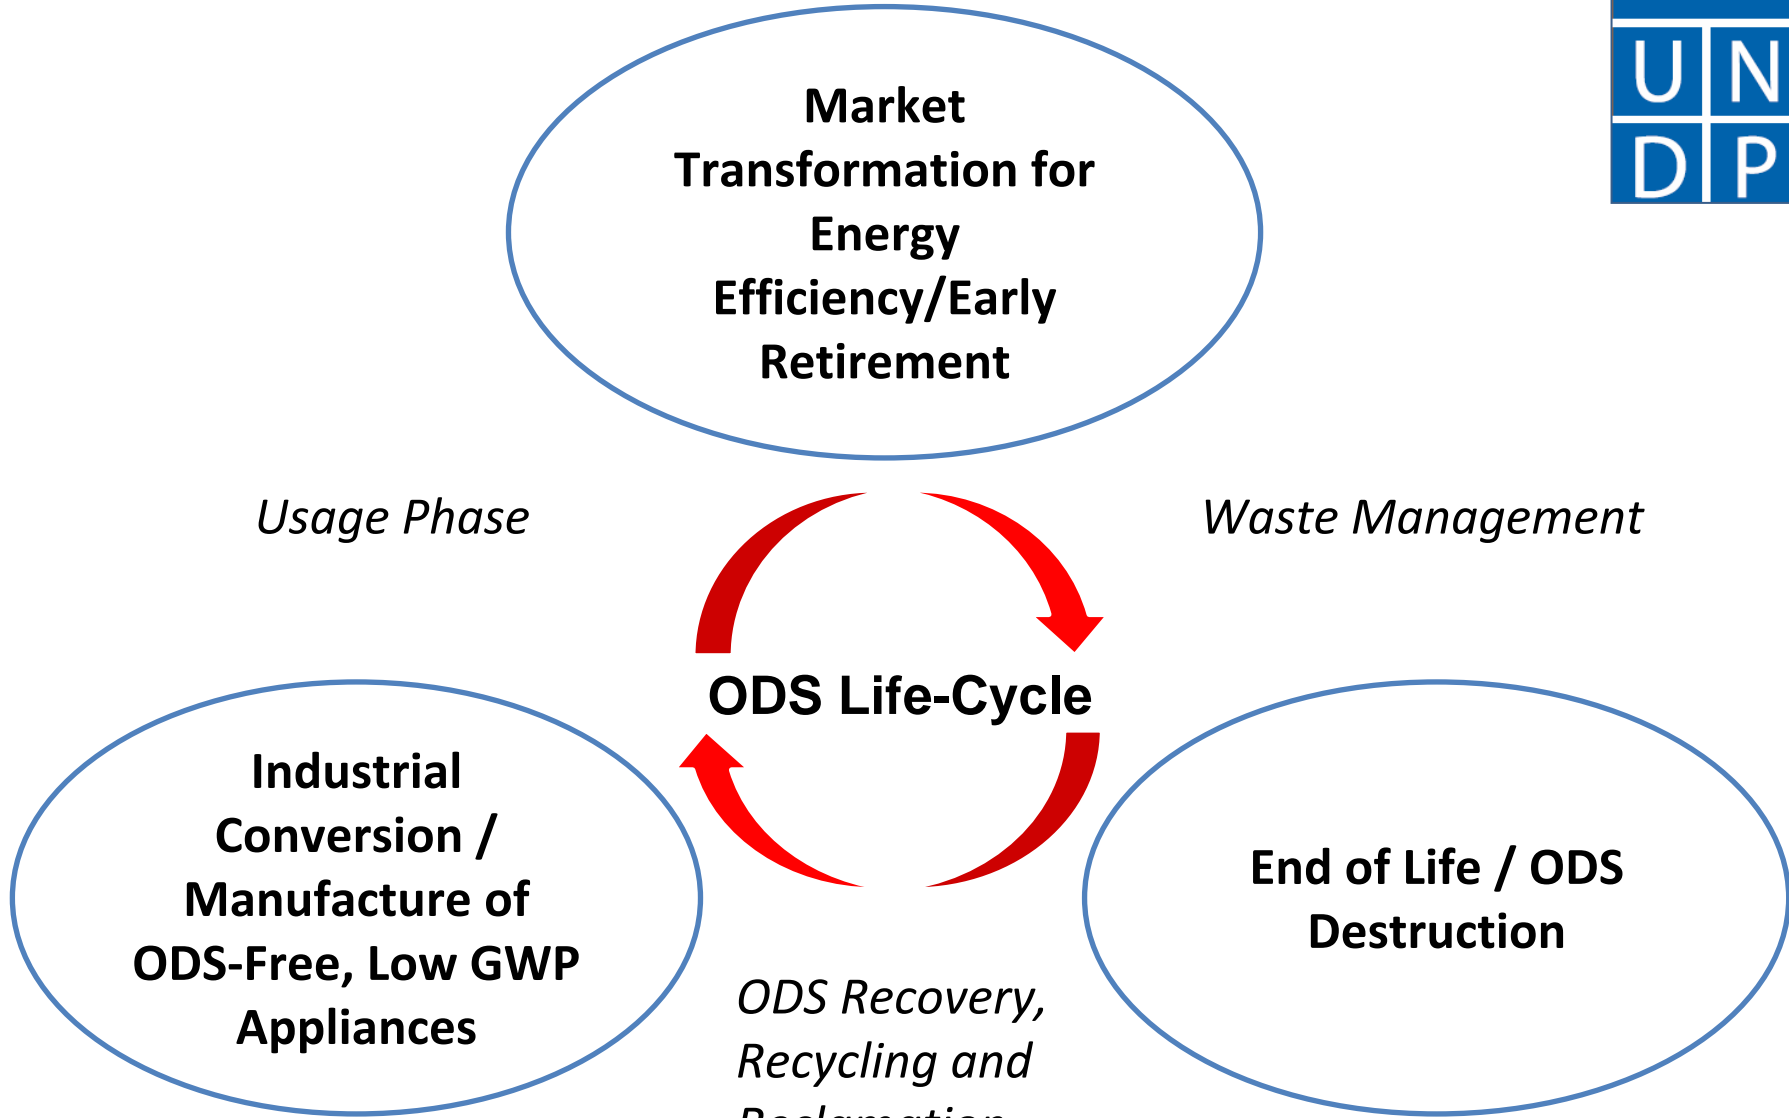 U N
D P
Market
Transformation for
Energy
Efficiency/Early
Retirement
Usage Phase
Waste Management
ODS Life-Cycle
Industrial
Conversion /
Manufacture of
ODS-Free, Low GWP
Appliances
End of Life / ODS
Destruction
ODS Recovery,
Recycling and
Reclamation